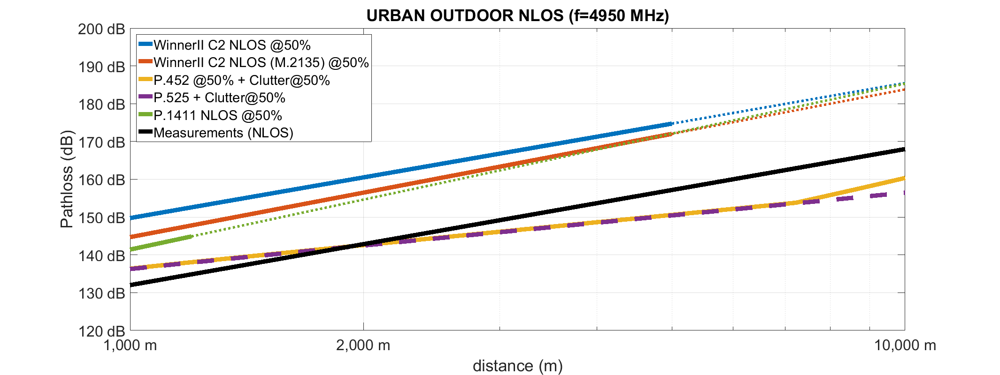 URBAN OUTDOOR NLOS (f=4950 MHz)
200 dB
190 dB
180 dB
170 dB
160 dB
150 dB
140 dB
130 dB
120 dB
Pathloss (dB)
WinnerII C2 NLOS @50%
WinnerII C2 NLOS (M.2135) @50%
P.452 @50% + Clutter@50%
P.525 + Clutter@50%
P.1411 NLOS @50%
Measurements (NLOS)
1,000 m
2,000 m
10,000 m
distance (m)